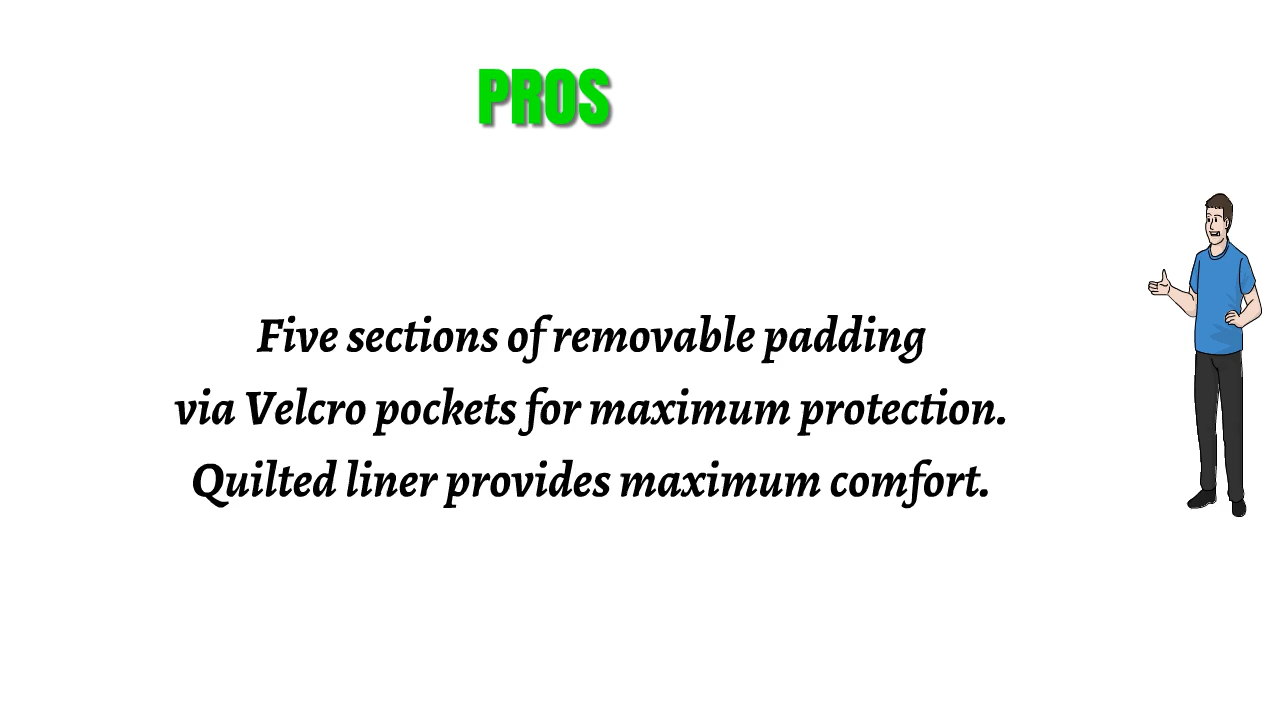 PROS
Five sections of removable padding
via Velcro pockets for maximum protection.
Quilted liner provides maximum comfort.